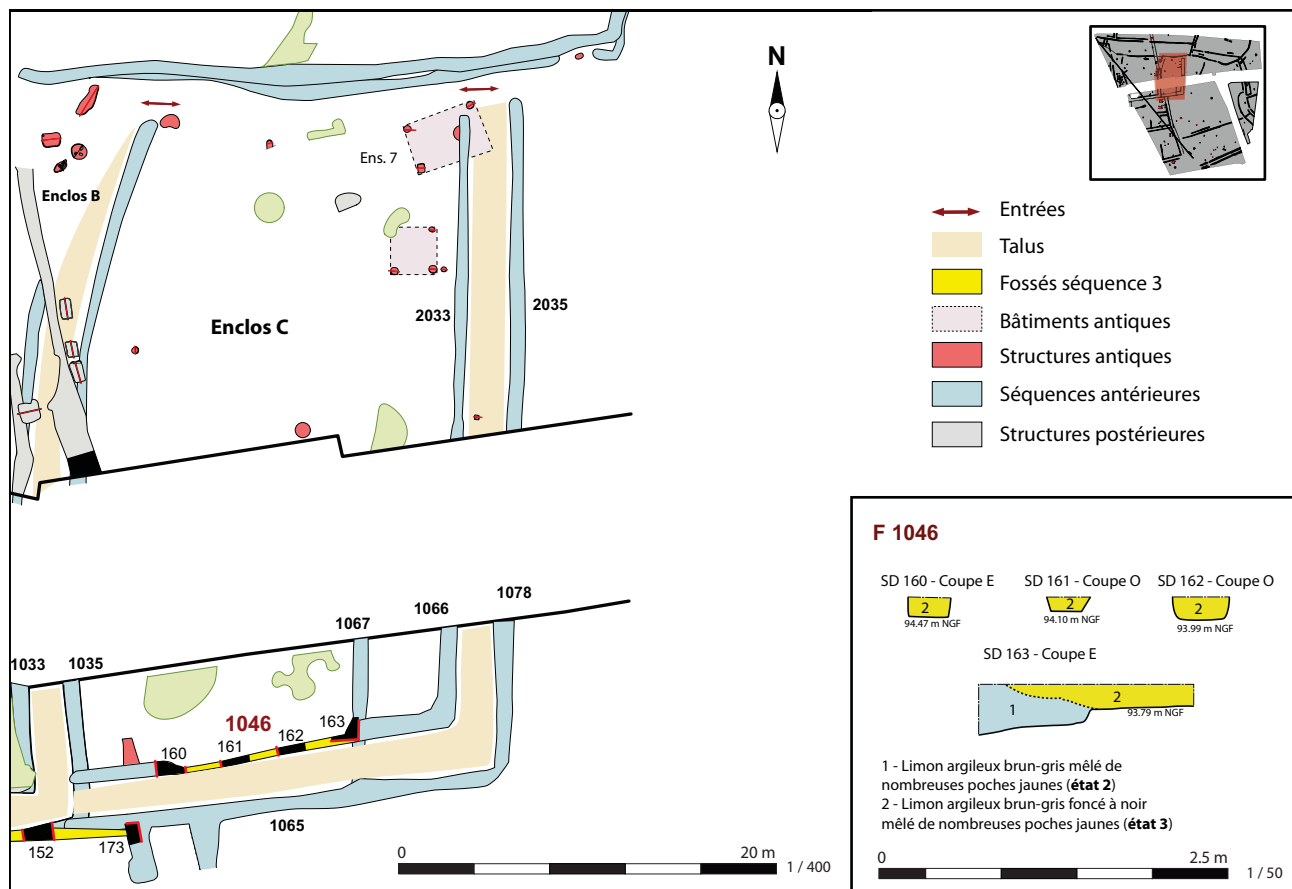 N
Ens. 7
Enclos B
Enclos C
2033
2035
Entrées
Talus
Fossés séquence 3
Bâtiments antiques
Structures antiques
Séquences antérieures
Structures postérieures
1033
1035
1067
1066
1078
1046
160
161
162
163
1065
152
173
0
20 m
1 / 400
F 1046
SD 160 - Coupe E
SD 161 - Coupe O
SD 162 - Coupe O
2
2
2
94.47 m NGF
94.10 m NGF
93.99 m NGF
SD 163 - Coupe E
1
2
93.79 m NGF
1 - Limon argileux brun-gris mêlé de
nombreuses poches jaunes (état 2)
2 - Limon argileux brun-gris foncé à noir
mêlé de nombreuses poches jaunes (état 3)
0
2.5 m
1 / 50